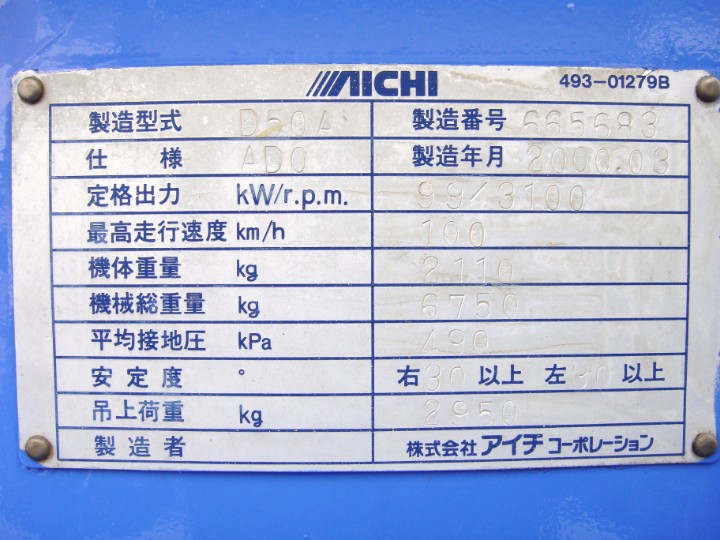 AICHI 493-01279B
製造型式 D50A 製造番号 665683
仕様 AD0 製造年月 2000.03
定格出力 kW/r.p.m. 99/3100
最高走行速度 km/h 100
機体重量 kg 2110
機械総重量 kg 6750
平均接地圧 kPa 490
安定度 ° 右 30 以上 左 30 以上
吊上荷重 kg 2950
製造者 株式会社 アイチ コーポレーション